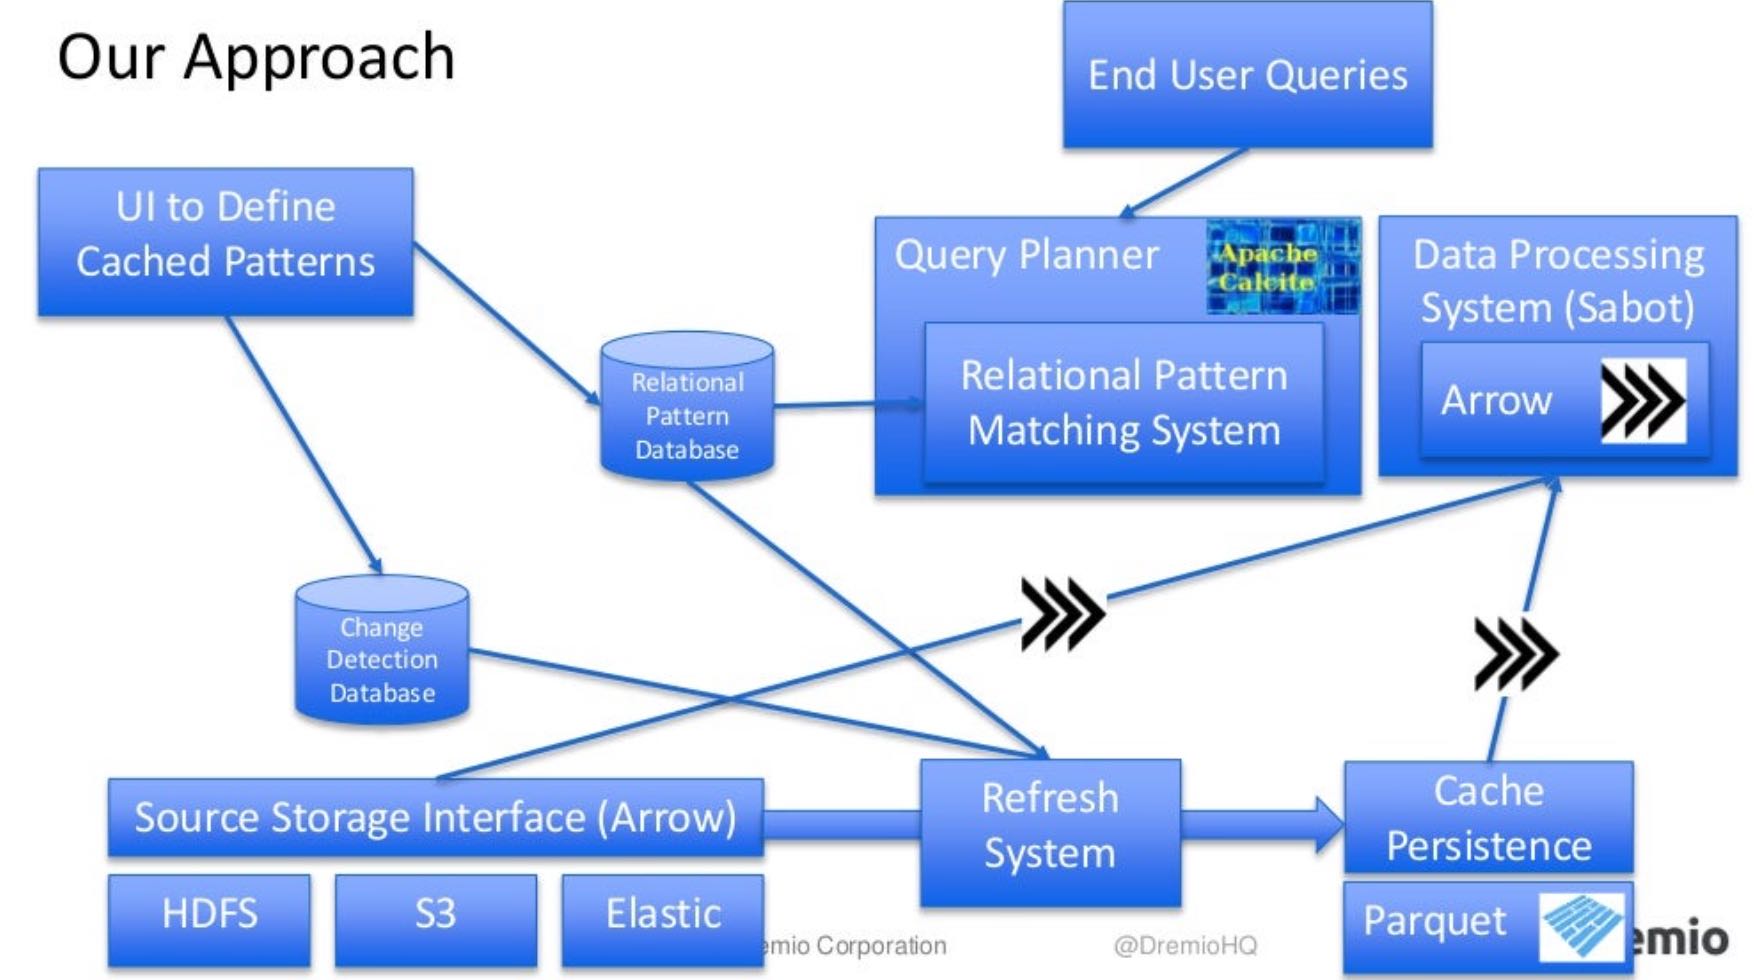 Our Approach
End User Queries
UI to Define
Cached Patterns
Query Planner
Apache
Calcite
Data Processing
System (Sabot)
Relational
Pattern
Database
Relational Pattern
Matching System
Arrow
Change
Detection
Database
Source Storage Interface (Arrow)
Refresh
System
Cache
Persistence
HDFS
S3
Elastic
Parquet
emio Corporation
@DremioHQ
emio